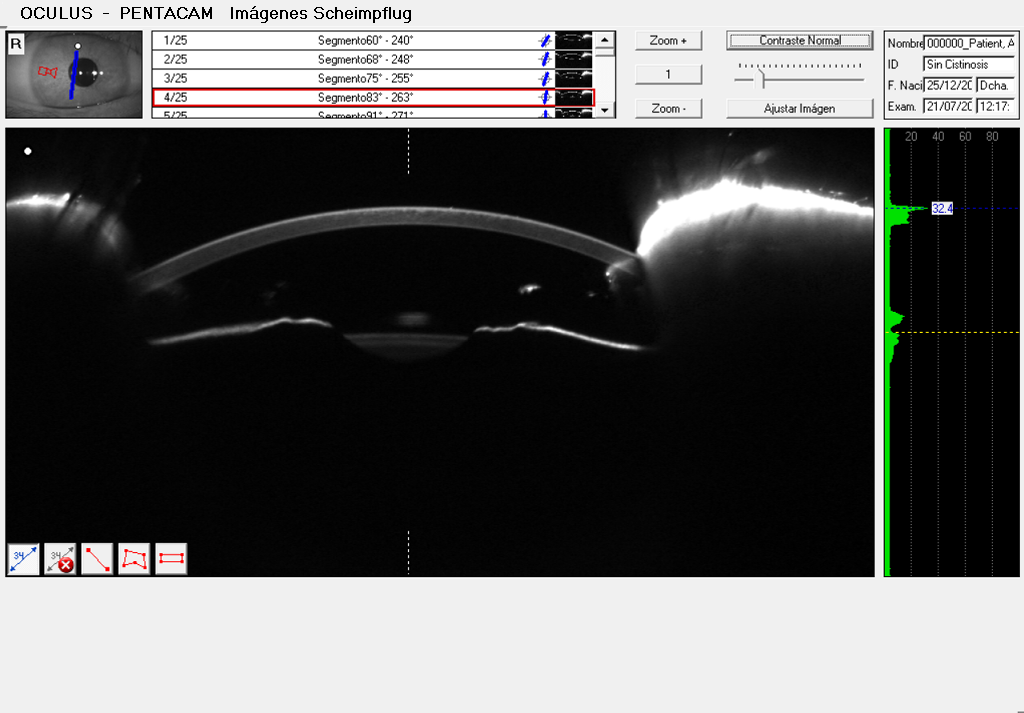 OCULUS - PENTACAM Imágenes Scheimpflug
R
1/25 Segmento60° - 240°
2/25 Segmento68° - 248°
3/25 Segmento75° - 255°
4/25 Segmento83° - 263°
5/25 Segmento91° - 271°
Zoom +
1
Zoom -
Contraste Normal
Ajustar Imágen
Nombre 000000_Patient, A
ID Sin Cistinosis
F. Naci 25/12/20 Dcha.
Exam. 21/07/20 12:17:
20 40 60 80
32.4
34
34